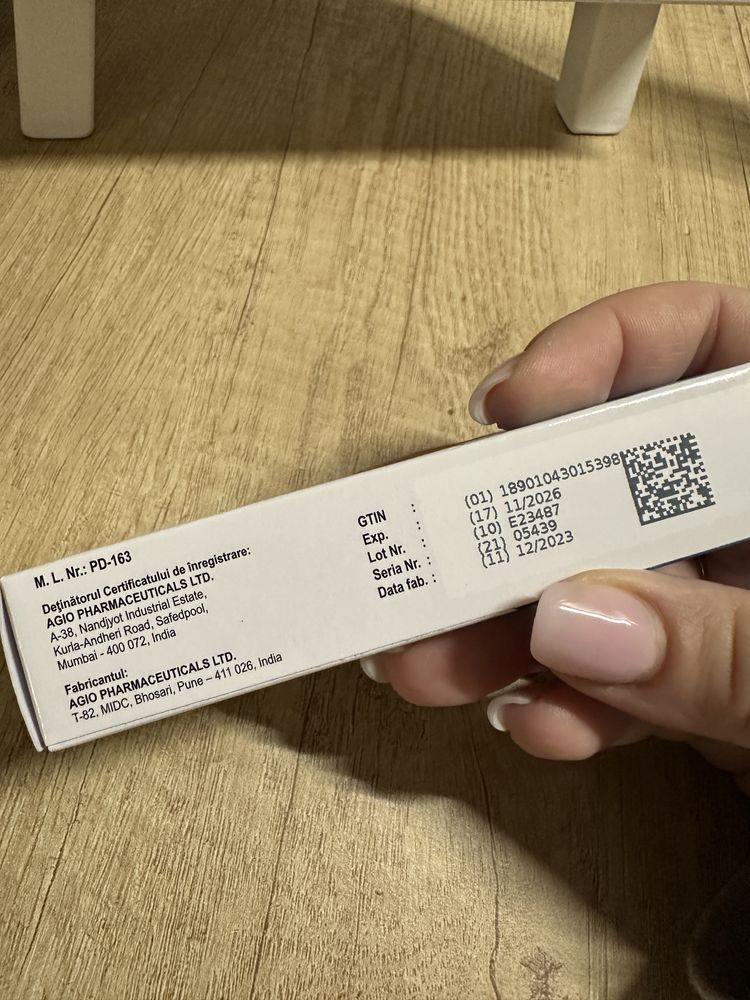 M. L. Nr.: PD-163
Deţinătorul Certificatului de înregistrare:
AGIO PHARMACEUTICALS LTD.
A-38, Nandjyot Industrial Estate,
Kurla-Andheri Road, Safedpool,
Mumbai - 400 072, India
Fabricantul:
AGIO PHARMACEUTICALS LTD.
T-82, MIDC, Bhosari, Pune – 411 026, India
GTIN : (01) 18901043015398
Exp. : (17) 11/2026
Lot Nr. : (10) E23487
Seria Nr. : (21) 05439
Data fab. : (11) 12/2023